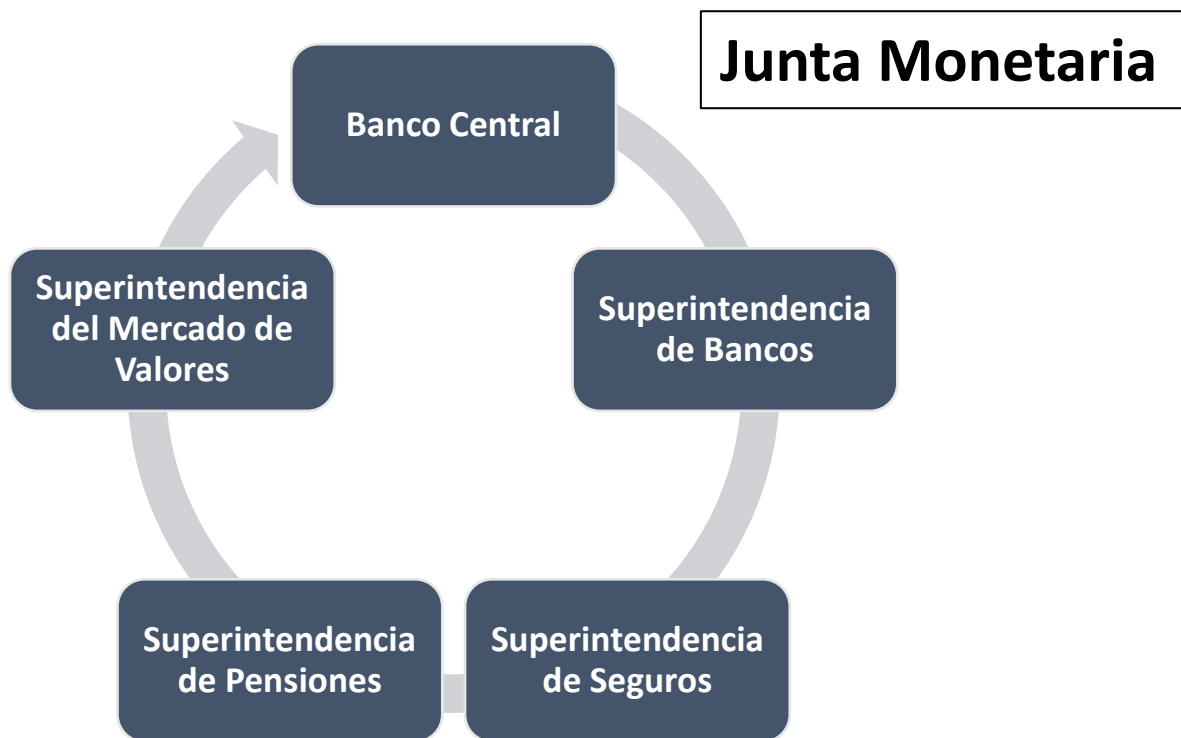 Junta Monetaria
Banco Central
Superintendencia
de Bancos
Superintendencia
de Seguros
Superintendencia
de Pensiones
Superintendencia
del Mercado de
Valores